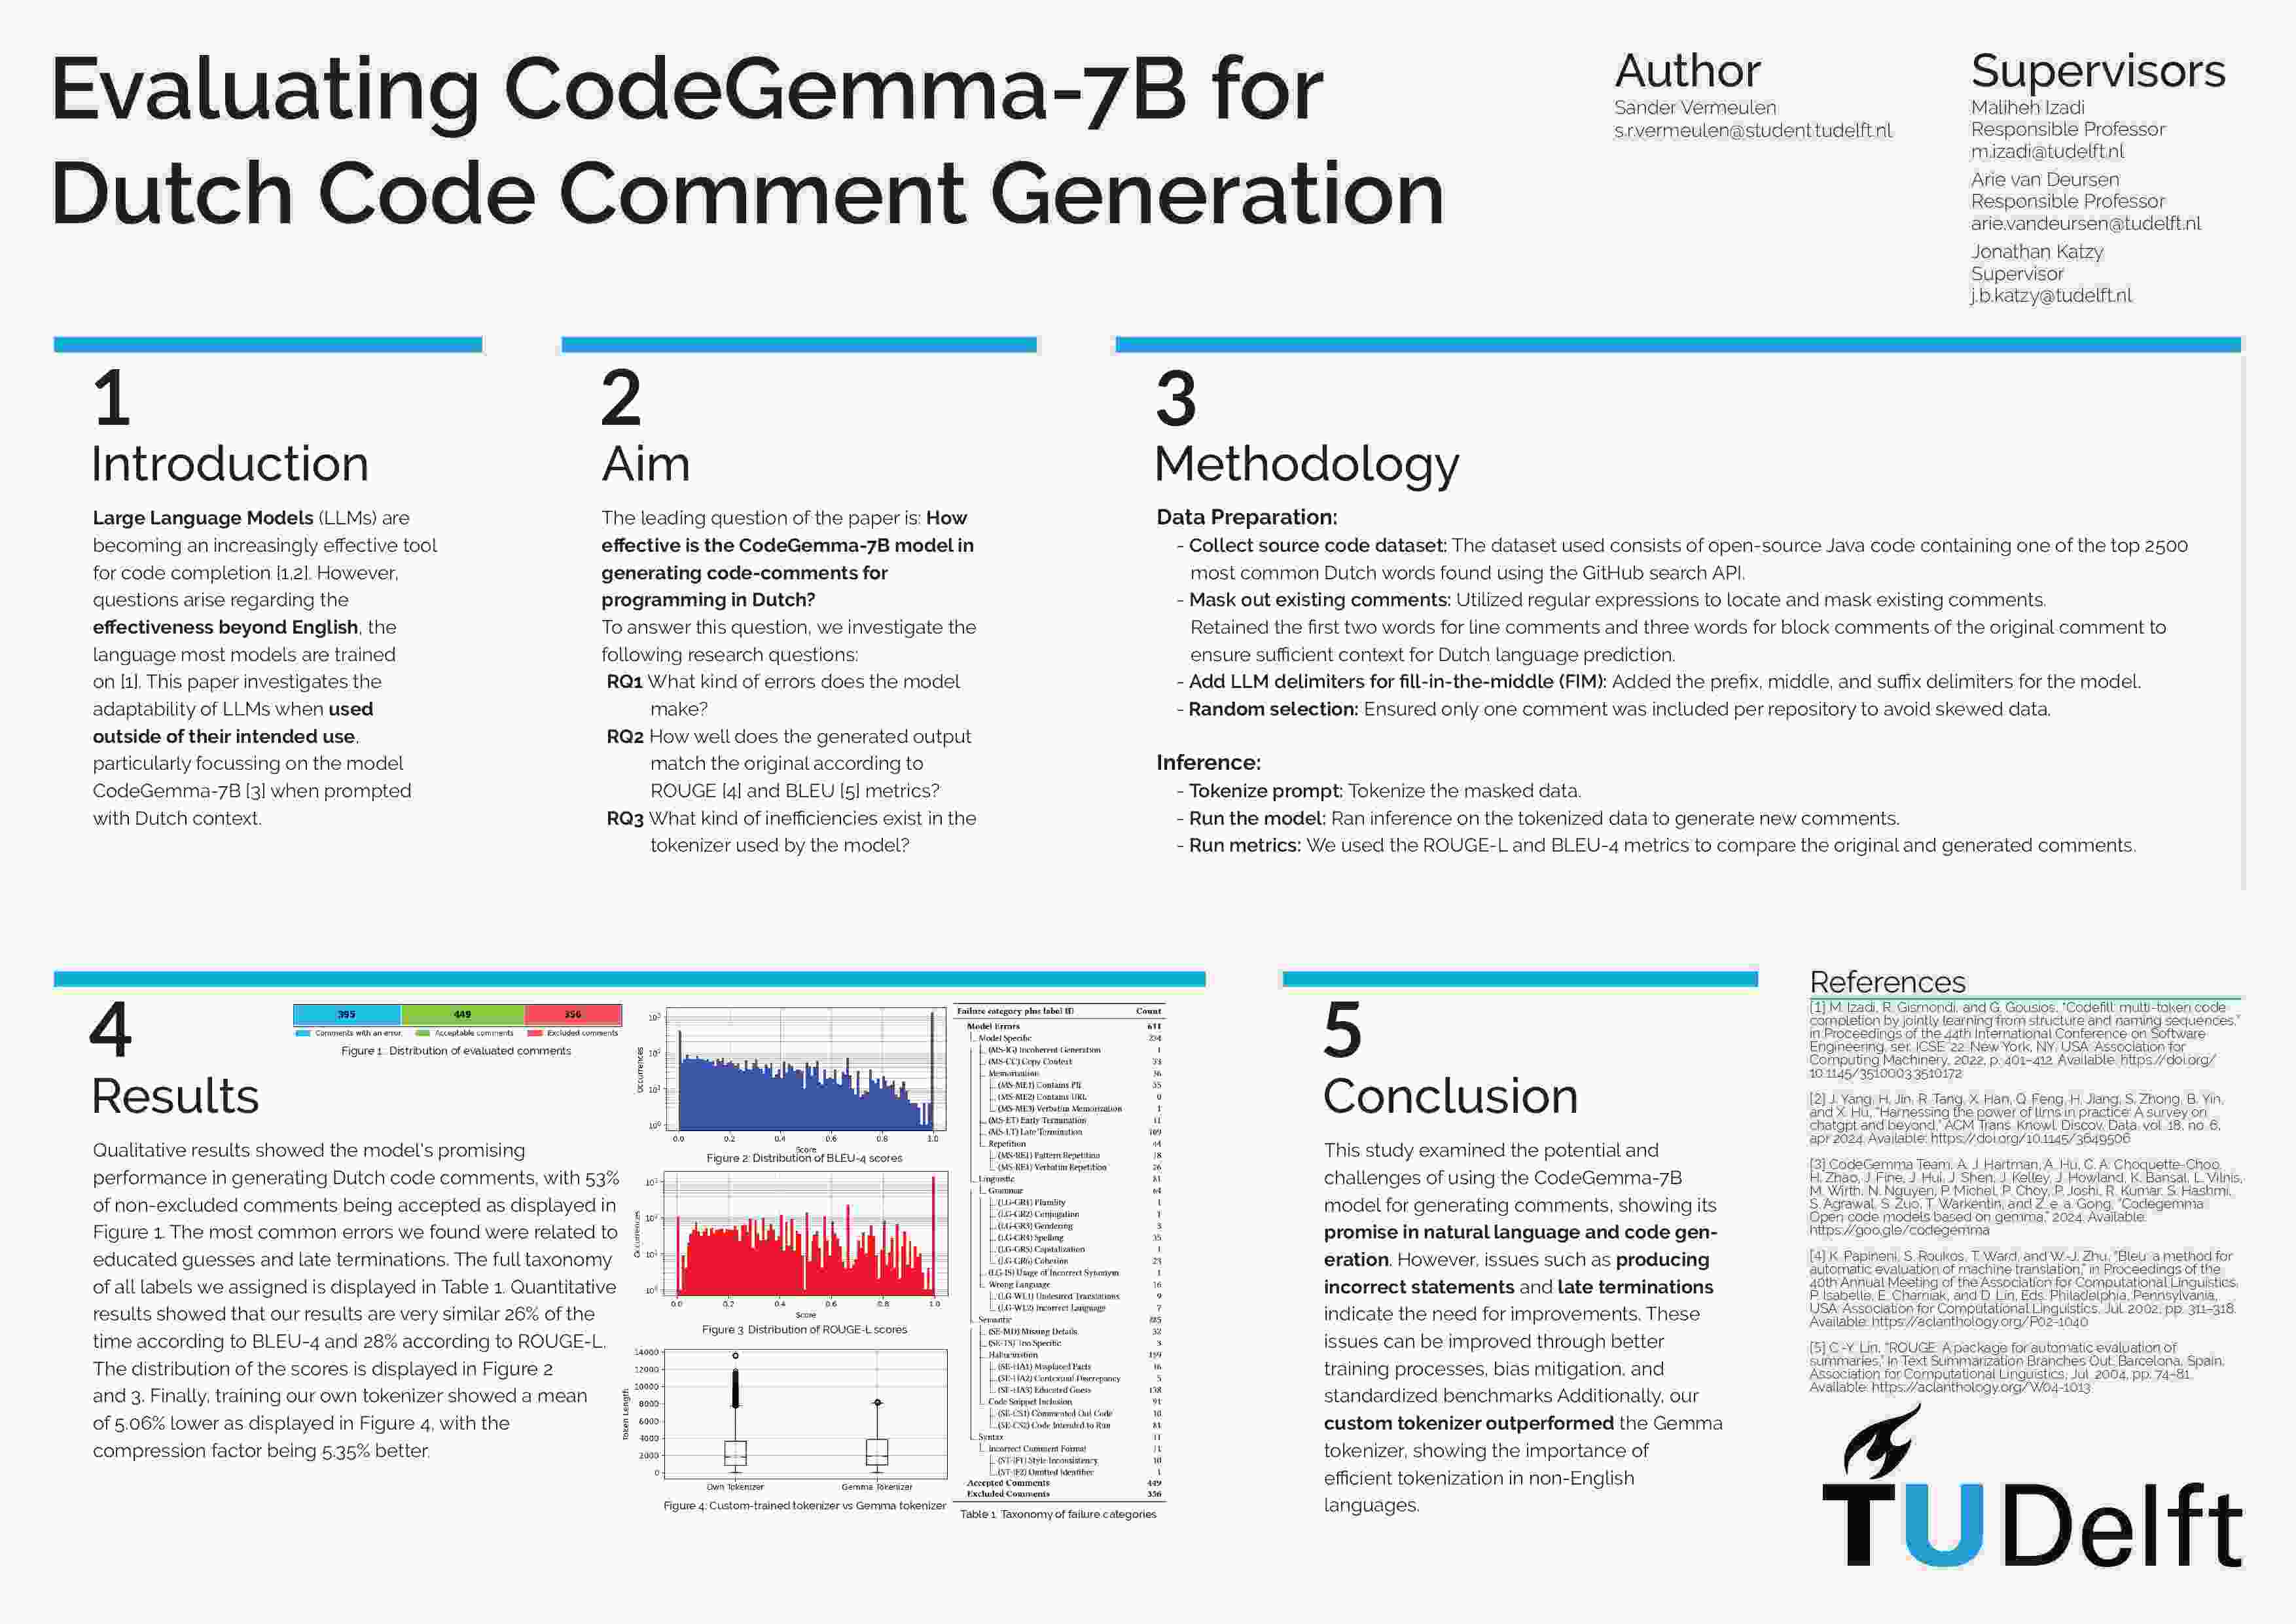 Evaluating CodeGemma-7B for
Dutch Code Comment Generation
Author
Sander Vermeulen
s.r.vermeulen@student.tudelft.nl
Supervisors
Maliheh Izadi
Responsible Professor
m.izadi@tudelft.nl
Arie van Deursen
Responsible Professor
arie.vandeursen@tudelft.nl
Jonathan Katzy
Supervisor
j.b.katzy@tudelft.nl
1
Introduction
Large Language Models (LLMs) are
becoming an increasingly effective tool
for code completion [1,2]. However,
questions arise regarding the
effectiveness beyond English, the
language most models are trained
on [1]. This paper investigates the
adaptability of LLMs when used
outside of their intended use,
particularly focussing on the model
CodeGemma-7B [3] when prompted
with Dutch context.
2
Aim
The leading question of the paper is: How
effective is the CodeGemma-7B model in
generating code-comments for
programming in Dutch?
To answer this question, we investigate the
following research questions:
RQ1 What kind of errors does the model
make?
RQ2 How well does the generated output
match the original according to
ROUGE [4] and BLEU [5] metrics?
RQ3 What kind of inefficiencies exist in the
tokenizer used by the model?
3
Methodology
Data Preparation:
- Collect source code dataset: The dataset used consists of open-source Java code containing one of the top 2500
most common Dutch words found using the GitHub search API.
- Mask out existing comments: Utilized regular expressions to locate and mask existing comments.
Retained the first two words for line comments and three words for block comments of the original comment to
ensure sufficient context for Dutch language prediction.
- Add LLM delimiters for fill-in-the-middle (FIM): Added the prefix, middle, and suffix delimiters for the model.
- Random selection: Ensured only one comment was included per repository to avoid skewed data.
Inference:
- Tokenize prompt: Tokenize the masked data.
- Run the model: Ran inference on the tokenized data to generate new comments.
- Run metrics: We used the ROUGE-L and BLEU-4 metrics to compare the original and generated comments.
4
Results
Qualitative results showed the model's promising
performance in generating Dutch code comments, with 53%
of non-excluded comments being accepted as displayed in
Figure 1. The most common errors we found were related to
educated guesses and late terminations. The full taxonomy
of all labels we assigned is displayed in Table 1. Quantitative
results showed that our results are very similar 26% of the
time according to BLEU-4 and 28% according to ROUGE-L.
The distribution of the scores is displayed in Figure 2
and 3. Finally, training our own tokenizer showed a mean
of 5.06% lower as displayed in Figure 4, with the
compression factor being 5.35% better.
395 449 356
Comments with an error Acceptable comments Excluded comments
Figure 1: Distribution of evaluated comments
Occurrences
10³
10²
10¹
10⁰
0.0 0.2 0.4 0.6 0.8 1.0
Score
Figure 2: Distribution of BLEU-4 scores
Occurrences
10³
10²
10¹
10⁰
0.0 0.2 0.4 0.6 0.8 1.0
Score
Figure 3: Distribution of ROUGE-L scores
Token Length
14000
12000
10000
8000
6000
4000
2000
0
Own Tokenizer Gemma Tokenizer
Figure 4: Custom-trained tokenizer vs Gemma tokenizer
Failure category plus label ID Count
Model Errors 611
Model Specific 234
(MS-IG) Incoherent Generation 1
(MS-CC) Copy Context 33
Memorization 36
(MS-ME1) Contains PII 35
(MS-ME2) Contains URL 0
(MS-ME3) Verbatim Memorization 1
(MS-ET) Early Termination 11
(MS-LT) Late Termination 109
Repetition 44
(MS-RE1) Pattern Repetition 18
(MS-RE1) Verbatim Repetition 26
Linguistic 81
Grammar 64
(LG-GR1) Plurality 1
(LG-GR2) Conjugation 1
(LG-GR3) Gendering 3
(LG-GR4) Spelling 35
(LG-GR5) Capitalization 1
(LG-GR6) Cohesion 23
(LG-IS) Usage of Incorrect Synonym 1
Wrong Language 16
(LG-WL1) Undesired Translations 9
(LG-WL2) Incorrect Language 7
Semantic 285
(SE-MD) Missing Details 32
(SE-TS) Too Specific 3
Hallucination 159
(SE-HA1) Misplaced Facts 16
(SE-HA2) Contextual Discrepancy 5
(SE-HA3) Educated Guess 138
Code Snippet Inclusion 91
(SE-CS1) Commented Out Code 10
(SE-CS2) Code Intended to Run 81
Syntax 11
Incorrect Comment Format 11
(ST-IF1) Style Inconsistency 10
(ST-IF2) Omitted Identifier 1
Accepted Comments 449
Excluded Comments 356
Table 1: Taxonomy of failure categories
5
Conclusion
This study examined the potential and
challenges of using the CodeGemma-7B
model for generating comments, showing its
promise in natural language and code gen-
eration. However, issues such as producing
incorrect statements and late terminations
indicate the need for improvements. These
issues can be improved through better
training processes, bias mitigation, and
standardized benchmarks Additionally, our
custom tokenizer outperformed the Gemma
tokenizer, showing the importance of
efficient tokenization in non-English
languages.
References
[1] M. Izadi, R. Gismondi, and G. Gousios, "Codefill: multi-token code
completion by jointly learning from structure and naming sequences,"
in Proceedings of the 44th International Conference on Software
Engineering, ser. ICSE '22. New York, NY, USA: Association for
Computing Machinery, 2022, p. 401–412. Available: https://doi.org/
10.1145/3510003.3510172
[2] J. Yang, H. Jin, R. Tang, X. Han, Q. Feng, H. Jiang, S. Zhong, B. Yin,
and X. Hu, "Harnessing the power of llms in practice: A survey on
chatgpt and beyond," ACM Trans. Knowl. Discov. Data, vol. 18, no. 6,
apr 2024. Available: https://doi.org/10.1145/3649506
[3] CodeGemma Team, A. J. Hartman, A. Hu, C. A. Choquette-Choo,
H. Zhao, J. Fine, J. Hui, J. Shen, J. Kelley, J. Howland, K. Bansal, L. Vilnis,
M. Wirth, N. Nguyen, P. Michel, P. Choy, P. Joshi, R. Kumar, S. Hashmi,
S. Agrawal, S. Zuo, T. Warkentin, and Z. e. a. Gong, "Codegemma:
Open code models based on gemma," 2024. Available:
https://goo.gle/codegemma
[4] K. Papineni, S. Roukos, T. Ward, and W.-J. Zhu, "Bleu: a method for
automatic evaluation of machine translation," in Proceedings of the
40th Annual Meeting of the Association for Computational Linguistics,
P. Isabelle, E. Charniak, and D. Lin, Eds. Philadelphia, Pennsylvania,
USA: Association for Computational Linguistics, Jul. 2002, pp. 311–318.
Available: https://aclanthology.org/P02-1040
[5] C.-Y. Lin, "ROUGE: A package for automatic evaluation of
summaries," in Text Summarization Branches Out. Barcelona, Spain:
Association for Computational Linguistics, Jul. 2004, pp. 74–81.
Available: https://aclanthology.org/W04-1013
TU Delft